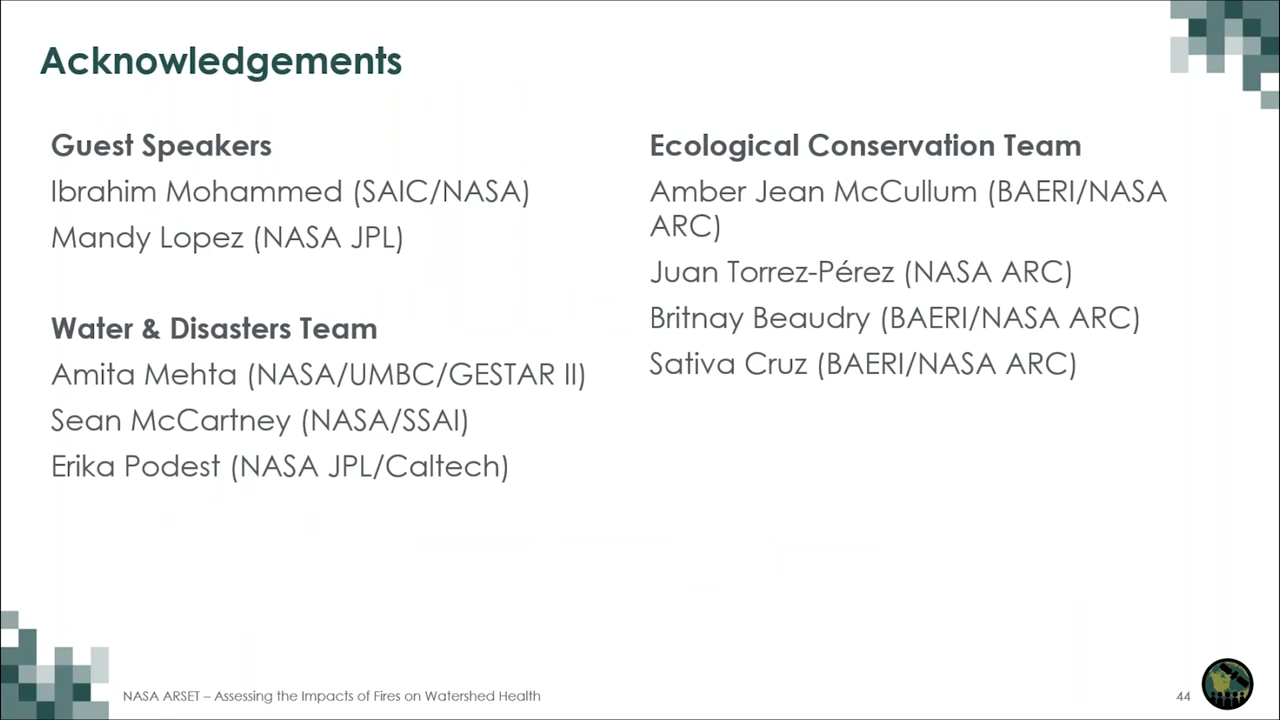 Acknowledgements
Guest Speakers
Ibrahim Mohammed (SAIC/NASA)
Mandy Lopez (NASA JPL)
Water & Disasters Team
Amita Mehta (NASA/UMBC/GESTAR II)
Sean McCartney (NASA/SSAI)
Erika Podest (NASA JPL/Caltech)
Ecological Conservation Team
Amber Jean McCullum (BAERI/NASA
ARC)
Juan Torrez-Pérez (NASA ARC)
Britnay Beaudry (BAERI/NASA ARC)
Sativa Cruz (BAERI/NASA ARC)
NASA ARSET – Assessing the Impacts of Fires on Watershed Health
44